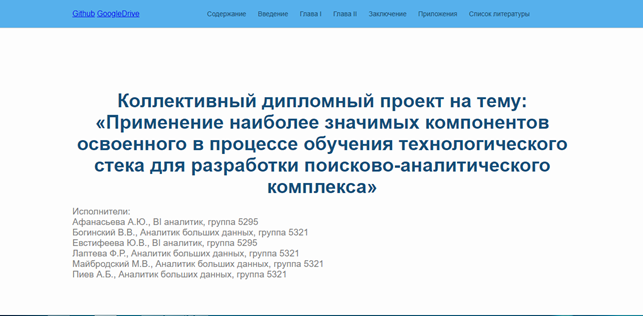 Github GoogleDrive Содержание Введение Глава I Глава II Заключение Приложения Список литературы
Коллективный дипломный проект на тему:
«Применение наиболее значимых компонентов
освоенного в процессе обучения технологического
стека для разработки поисково-аналитического
комплекса»
Исполнители:
Афанасьева А.Ю., BI аналитик, группа 5295
Богинский В.В., Аналитик больших данных, группа 5321
Евстифеева Ю.В., BI аналитик, группа 5295
Лаптева Ф.Р., Аналитик больших данных, группа 5321
Майбродский М.В., Аналитик больших данных, группа 5321
Пиев А.Б., Аналитик больших данных, группа 5321